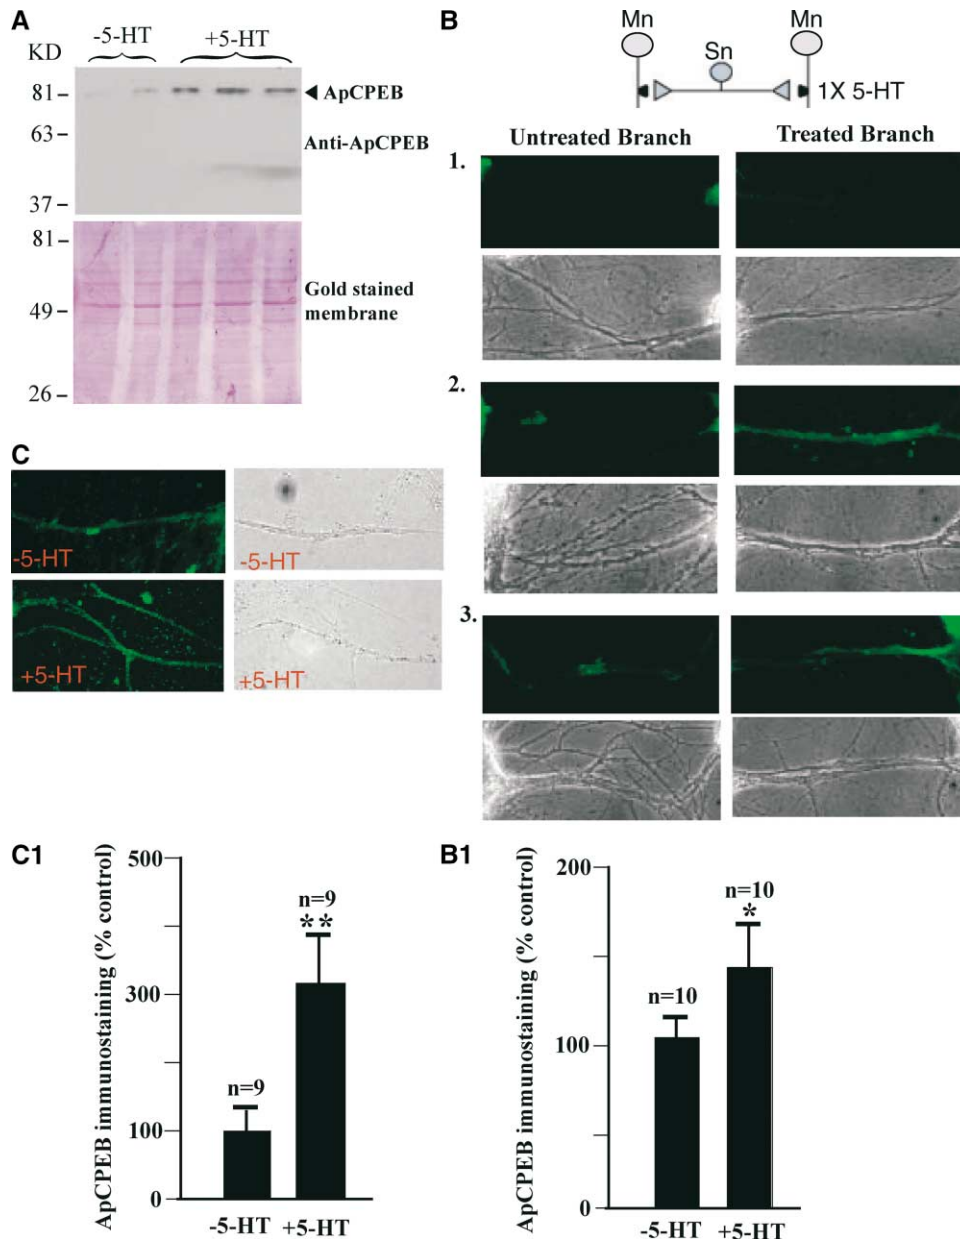 A
-5-HT +5-HT
KD
81
ApCPEB
63
Anti-ApCPEB
37
81
49
Gold stained
membrane
26
B
Mn Mn
Sn
1X 5-HT
Untreated Branch Treated Branch
1.
2.
3.
C
-5-HT -5-HT
+5-HT +5-HT
C1
ApCPEB immunostaining (% control)
500
300
100
0
n=9
n=9
**
-5-HT +5-HT
B1
ApCPEB immunostaining (% control)
200
100
0
n=10
n=10
*
-5-HT +5-HT